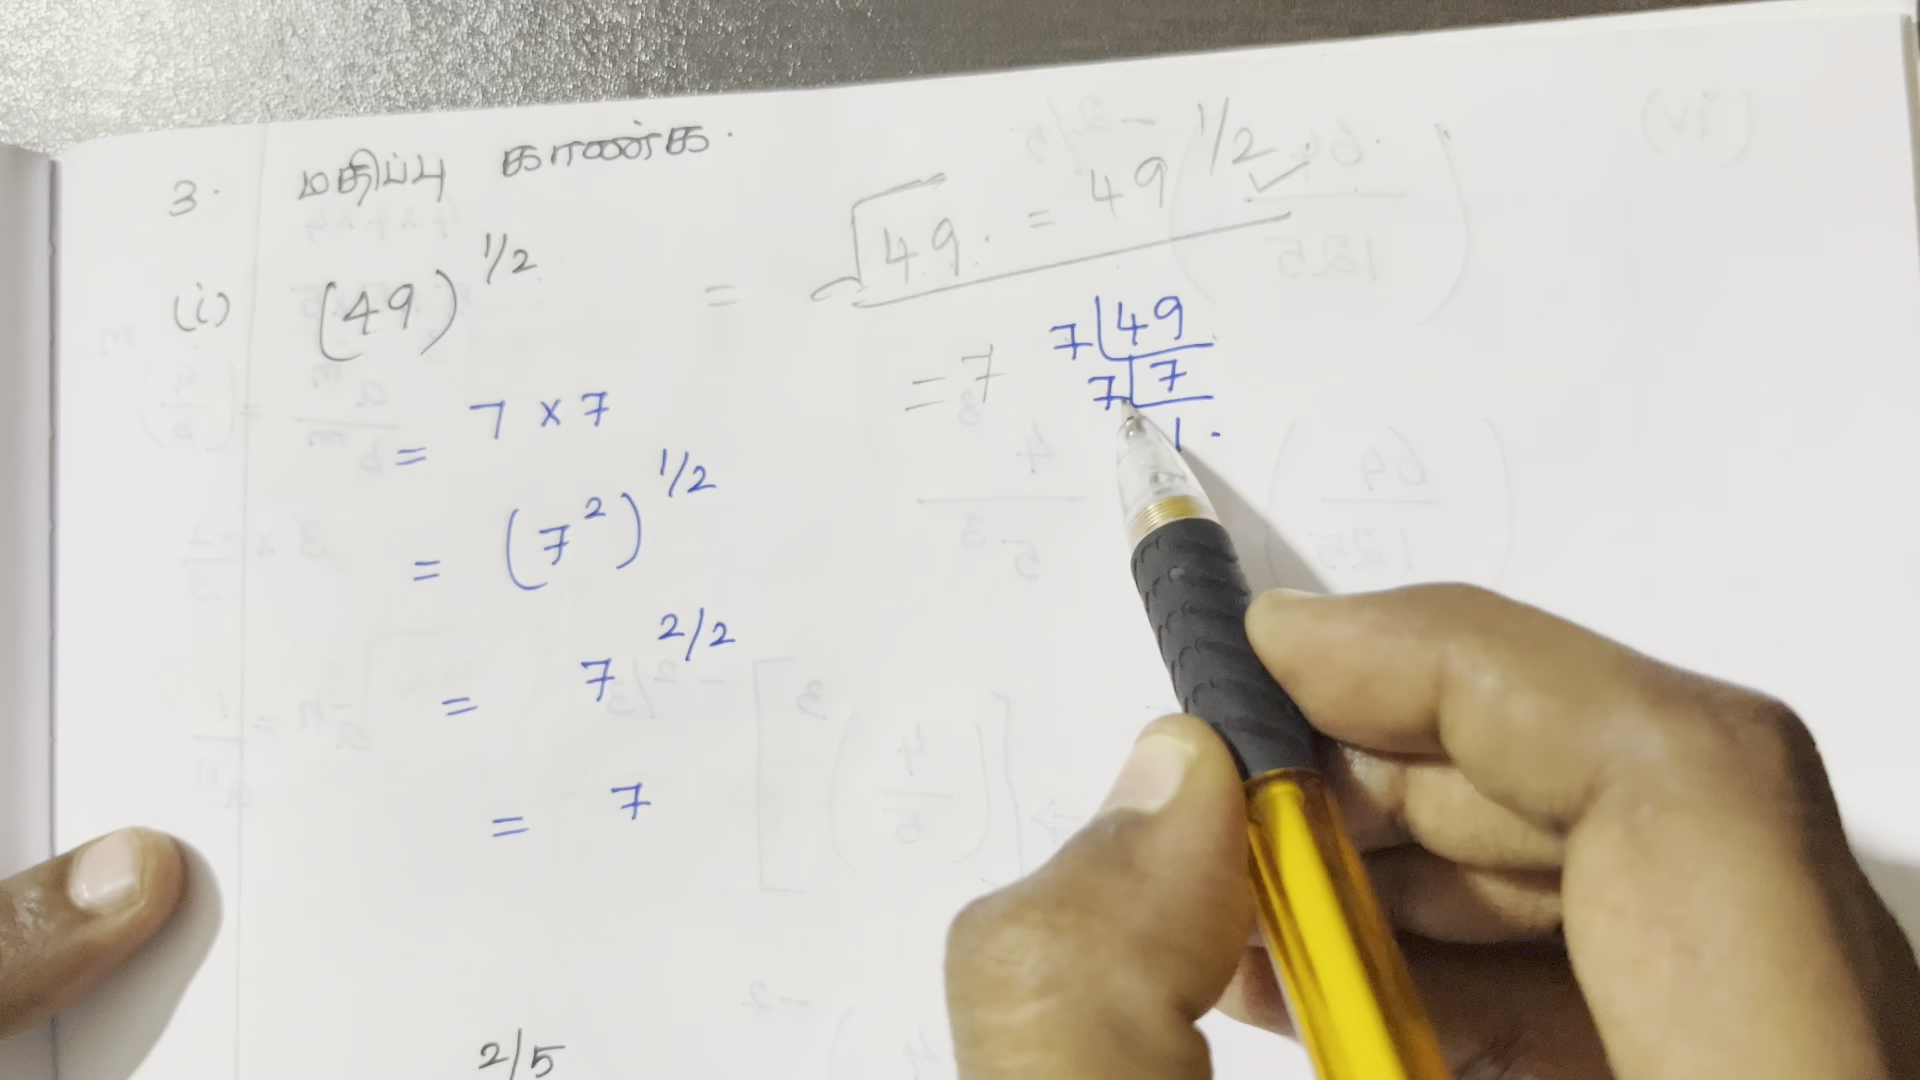 3. மதிப்பு காண்க.
(i) (49)^1/2 = √49. = 49^1/2 ✓
= 7
7 | 49
7 | 7
1.
= 7 x 7
= (7^2)^1/2
= 7^2/2
= 7
2/5